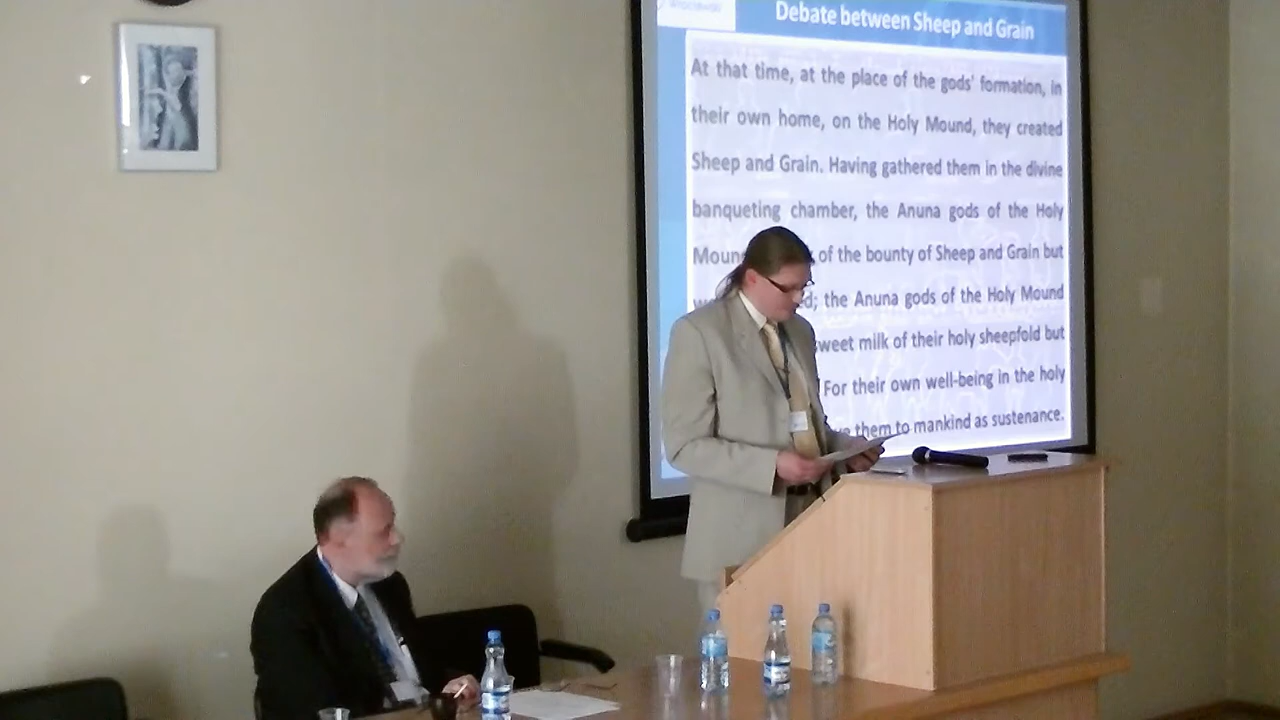 Debate between Sheep and Grain
At that time, at the place of the gods' formation, in
their own home, on the Holy Mound, they created
Sheep and Grain. Having gathered them in the divine
banqueting chamber, the Anuna gods of the Holy
of the bounty of Sheep and Grain but
the Anuna gods of the Holy Mound
sweet milk of their holy sheepfold but
For their own well-being in the holy
them to mankind as sustenance.